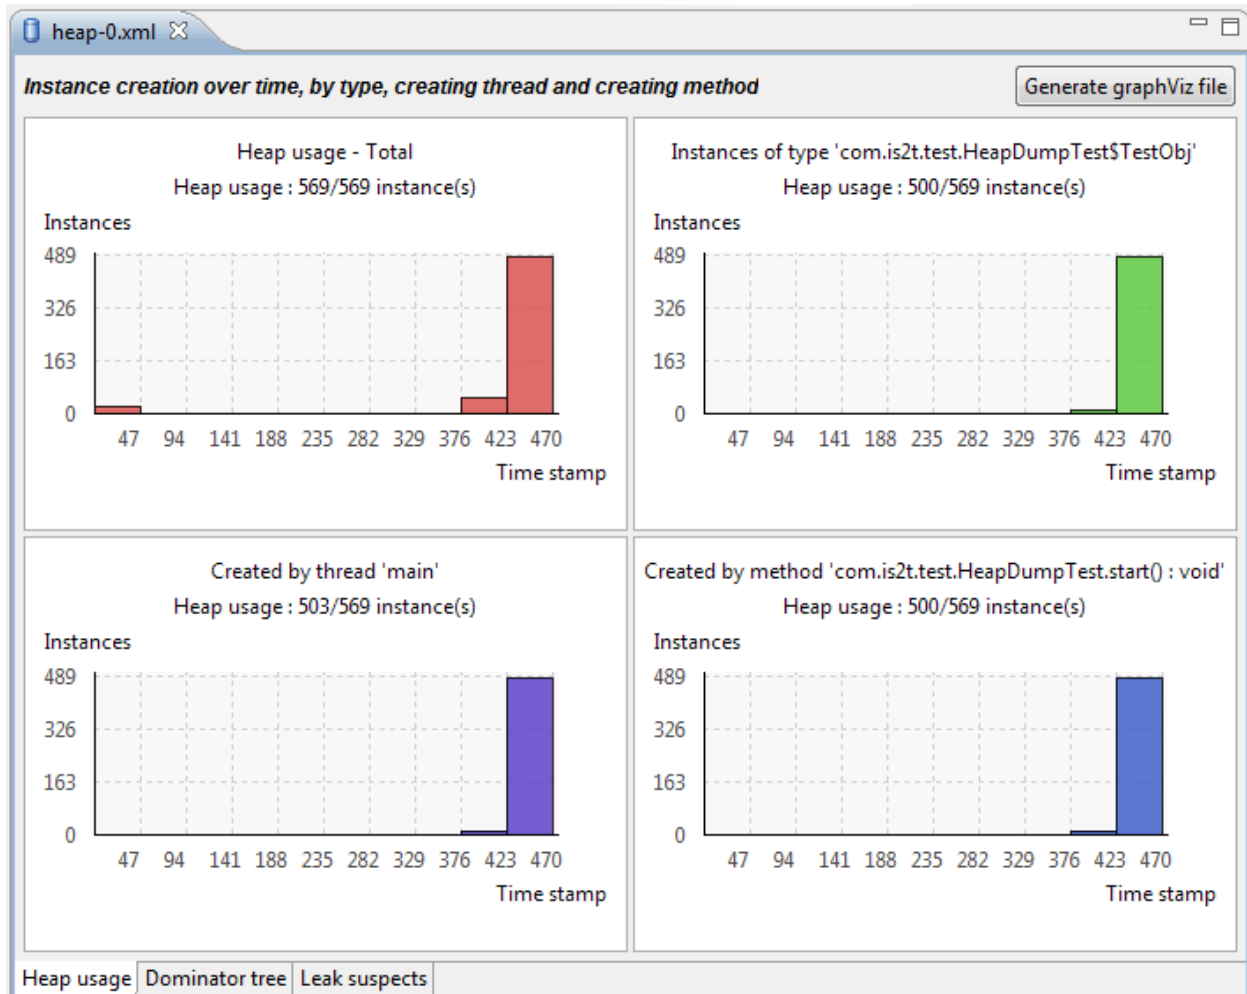 heap-0.xml
Instance creation over time, by type, creating thread and creating method
Generate graphViz file
Heap usage - Total
Heap usage : 569/569 instance(s)
Instances
489
326
163
0
47 94 141 188 235 282 329 376 423 470
Time stamp
Instances of type 'com.is2t.test.HeapDumpTest$TestObj'
Heap usage : 500/569 instance(s)
Instances
489
326
163
0
47 94 141 188 235 282 329 376 423 470
Time stamp
Created by thread 'main'
Heap usage : 503/569 instance(s)
Instances
489
326
163
0
47 94 141 188 235 282 329 376 423 470
Time stamp
Created by method 'com.is2t.test.HeapDumpTest.start() : void'
Heap usage : 500/569 instance(s)
Instances
489
326
163
0
47 94 141 188 235 282 329 376 423 470
Time stamp
Heap usage Dominator tree Leak suspects